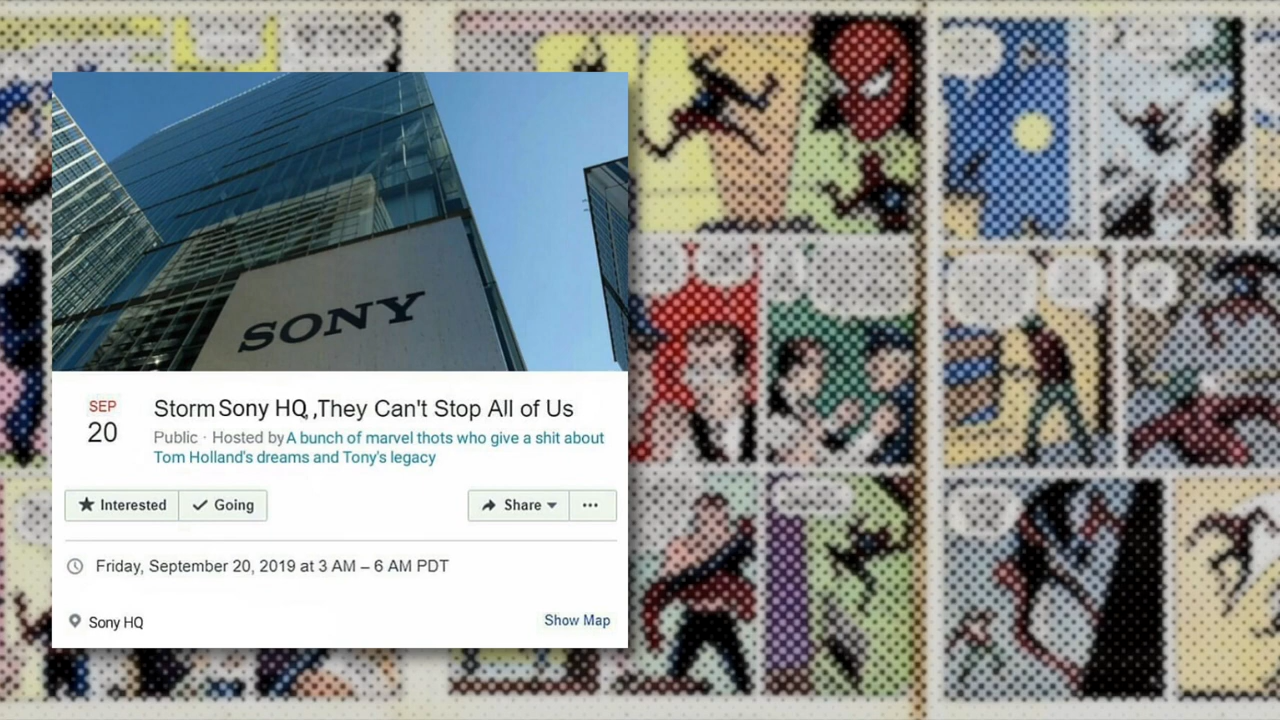 SONY
SEP
20
Storm Sony HQ ,They Can't Stop All of Us
Public · Hosted by A bunch of marvel thots who give a shit about
Tom Holland's dreams and Tony's legacy
Interested
Going
Share
Friday, September 20, 2019 at 3 AM – 6 AM PDT
Sony HQ
Show Map